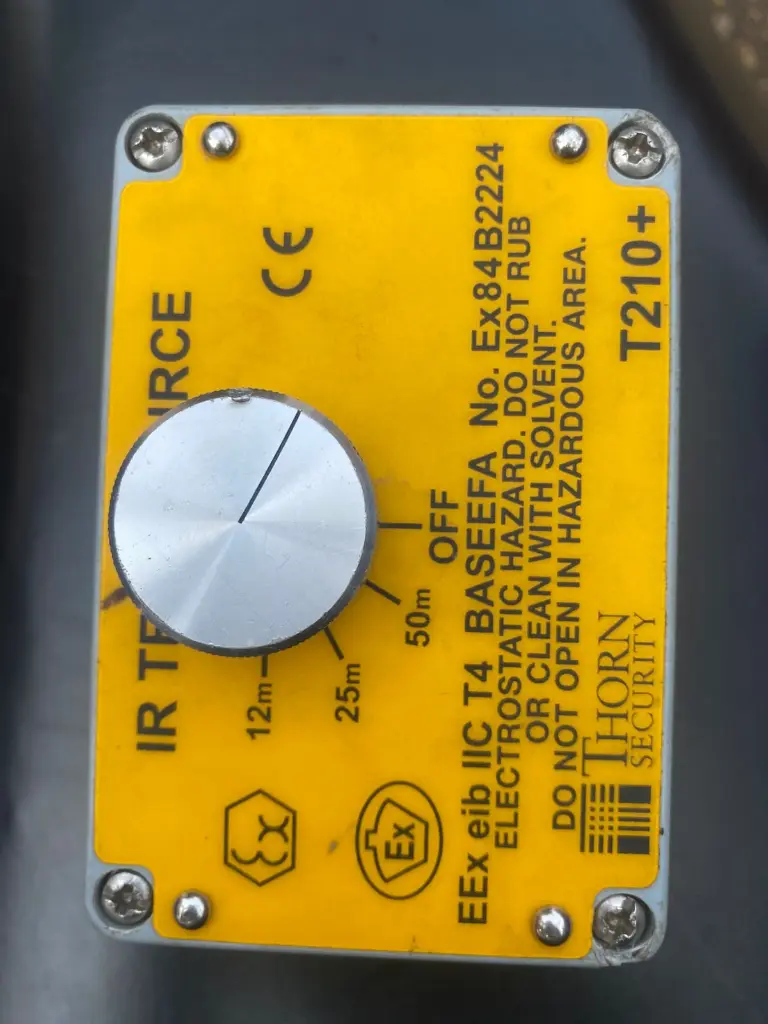 IR TE RCE
CE
12m
25m
50m
OFF
Ex
Ex
EEx eib IIC T4 BASEEFA No. Ex84B2224
ELECTROSTATIC HAZARD. DO NOT RUB
OR CLEAN WITH SOLVENT.
DO NOT OPEN IN HAZARDOUS AREA.
THORN
SECURITY
T210+